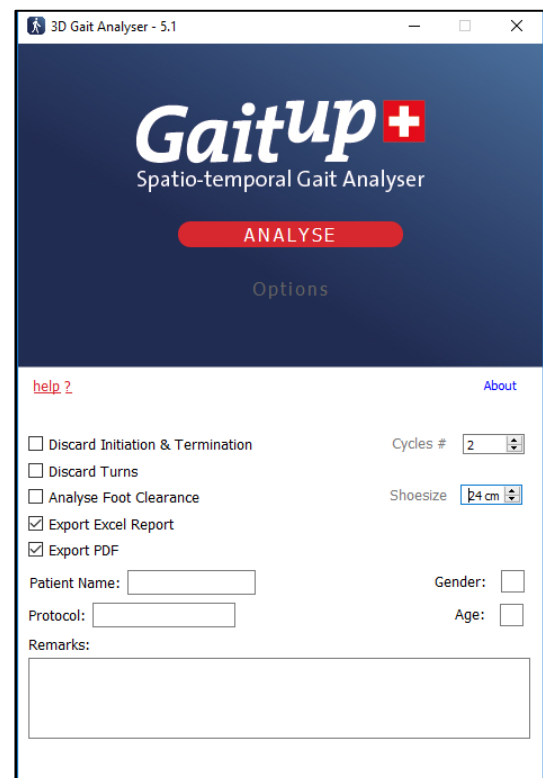 3D Gait Analyser - 5.1
Gaitup
Spatio-temporal Gait Analyser
ANALYSE
Options
help ?
About
Discard Initiation & Termination
Cycles # 2
Discard Turns
Analyse Foot Clearance
Shoesize 24 cm
Export Excel Report
Export PDF
Patient Name:
Gender:
Protocol:
Age:
Remarks: